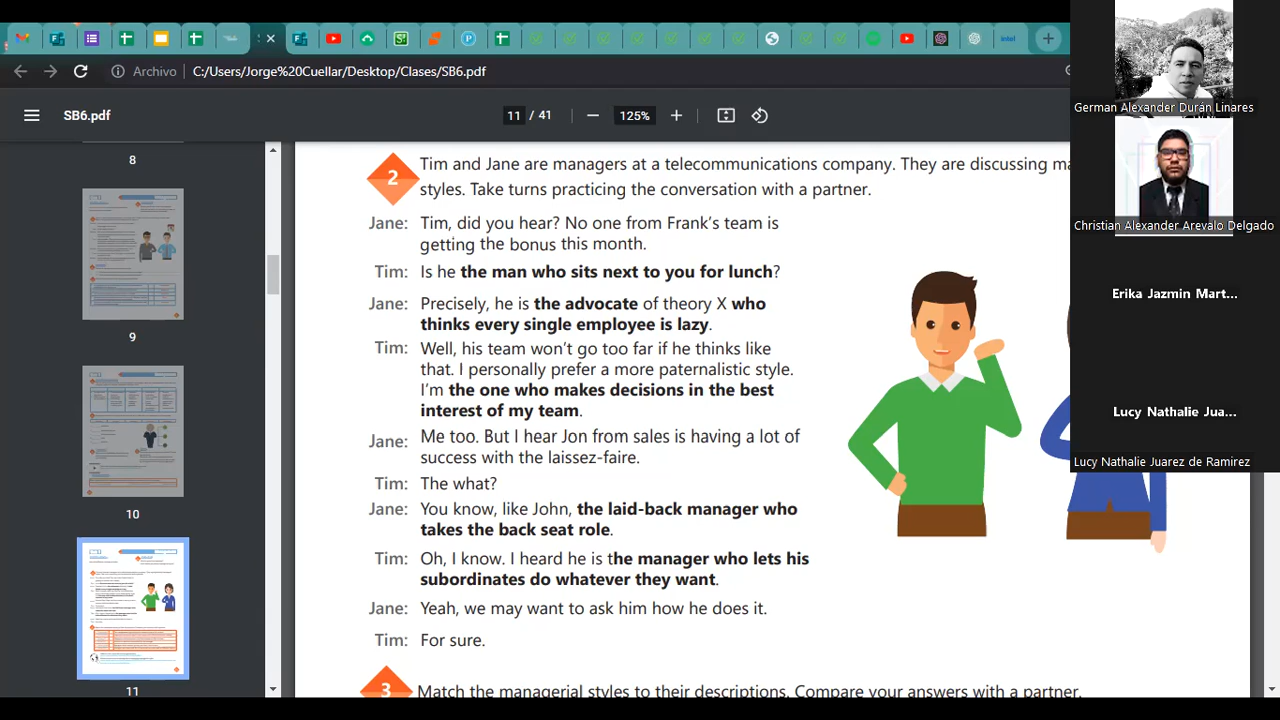 Archivo
C:/Users/Jorge%20Cuellar/Desktop/Clases/SB6.pdf
SB6.pdf
11 / 41
125%
8
9
10
11
2
Tim and Jane are managers at a telecommunications company. They are discussing
styles. Take turns practicing the conversation with a partner.
Jane: Tim, did you hear? No one from Frank's team is
getting the bonus this month.
Tim: Is he the man who sits next to you for lunch?
Jane: Precisely, he is the advocate of theory X who
thinks every single employee is lazy.
Tim: Well, his team won't go too far if he thinks like
that. I personally prefer a more paternalistic style.
I'm the one who makes decisions in the best
interest of my team.
Jane: Me too. But I hear Jon from sales is having a lot of
success with the laissez-faire.
Tim: The what?
Jane: You know, like John, the laid-back manager who
takes the back seat role.
Tim: Oh, I know. I heard he is the manager who lets his
subordinates do whatever they want.
Jane: Yeah, we may want to ask him how he does it.
Tim: For sure.
3
Match the managerial styles to their descriptions. Compare your answers with a partner.
German Alexander Durán Linares
Christian Alexander Arevalo Delgado
Erika Jazmin Mart...
Lucy Nathalie Jua...
Lucy Nathalie Juarez de Ramirez